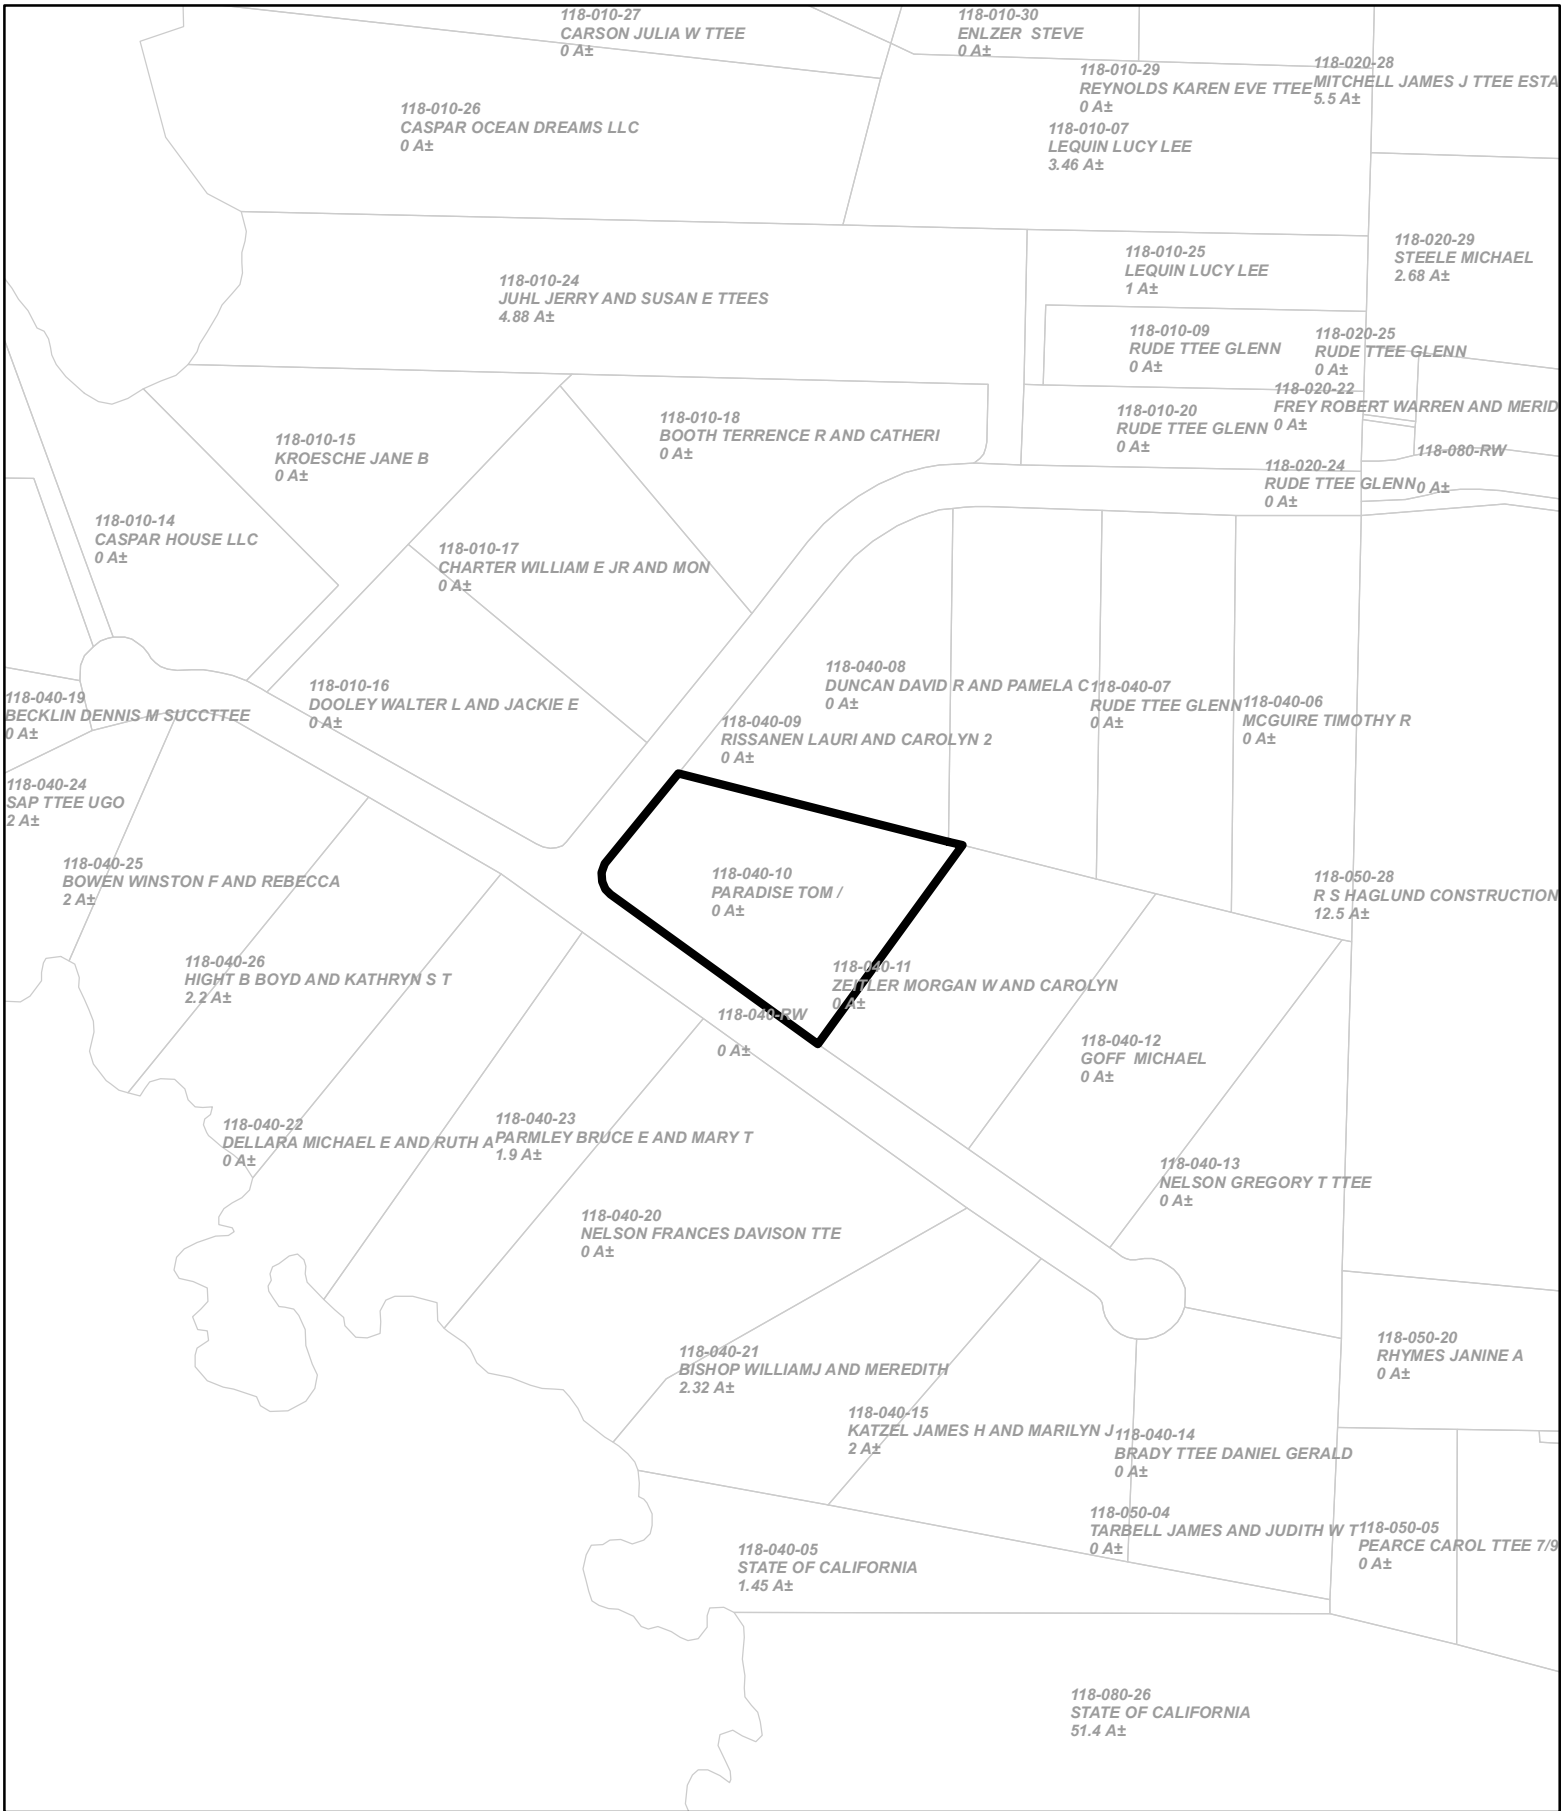 118-010-27
CARSON JULIA W TTEE
0 A±
118-010-30
ENLZER  STEVE
0 A±
118-010-29
REYNOLDS KAREN EVE TTEE
0 A±
118-020-28
MITCHELL JAMES J TTEE ESTA
5.5 A±
118-010-26
CASPAR OCEAN DREAMS LLC
0 A±
118-010-07
LEQUIN LUCY LEE
3.46 A±
118-010-25
LEQUIN LUCY LEE
1 A±
118-020-29
STEELE MICHAEL
2.68 A±
118-010-24
JUHL JERRY AND SUSAN E TTEES
4.88 A±
118-010-09
RUDE TTEE GLENN
0 A±
118-020-25
RUDE TTEE GLENN
0 A±
118-020-22
FREY ROBERT WARREN AND MERID
0 A±
118-010-18
BOOTH TERRENCE R AND CATHERI
0 A±
118-010-20
RUDE TTEE GLENN
0 A±
118-010-15
KROESCHE JANE B
0 A±
118-080-RW
0 A±
118-020-24
RUDE TTEE GLENN
0 A±
118-010-14
CASPAR HOUSE LLC
0 A±
118-010-17
CHARTER WILLIAM E JR AND MON
0 A±
118-040-08
DUNCAN DAVID R AND PAMELA C
0 A±
118-040-07
RUDE TTEE GLENN
0 A±
118-040-06
MCGUIRE TIMOTHY R
0 A±
118-040-19
BECKLIN DENNIS M SUCCTTEE
0 A±
118-010-16
DOOLEY WALTER L AND JACKIE E
0 A±
118-040-09
RISSANEN LAURI AND CAROLYN 2
0 A±
118-040-24
SAP TTEE UGO
2 A±
118-040-25
BOWEN WINSTON F AND REBECCA
2 A±
118-040-10
PARADISE TOM /
0 A±
118-050-28
R S HAGLUND CONSTRUCTION
12.5 A±
118-040-26
HIGHT B BOYD AND KATHRYN S T
2.2 A±
118-040-11
ZEITLER MORGAN W AND CAROLYN
0 A±
118-040-RW
0 A±
118-040-12
GOFF  MICHAEL
0 A±
118-040-22
DELLARA MICHAEL E AND RUTH A
0 A±
118-040-23
PARMLEY BRUCE E AND MARY T
1.9 A±
118-040-13
NELSON GREGORY T TTEE
0 A±
118-040-20
NELSON FRANCES DAVISON TTE
0 A±
118-040-21
BISHOP WILLIAMJ AND MEREDITH
2.32 A±
118-050-20
RHYMES JANINE A
0 A±
118-040-15
KATZEL JAMES H AND MARILYN J
2 A±
118-040-14
BRADY TTEE DANIEL GERALD
0 A±
118-050-04
TARBELL JAMES AND JUDITH W T
0 A±
118-050-05
PEARCE CAROL TTEE 7/9
0 A±
118-040-05
STATE OF CALIFORNIA
1.45 A±
118-080-26
STATE OF CALIFORNIA
51.4 A±